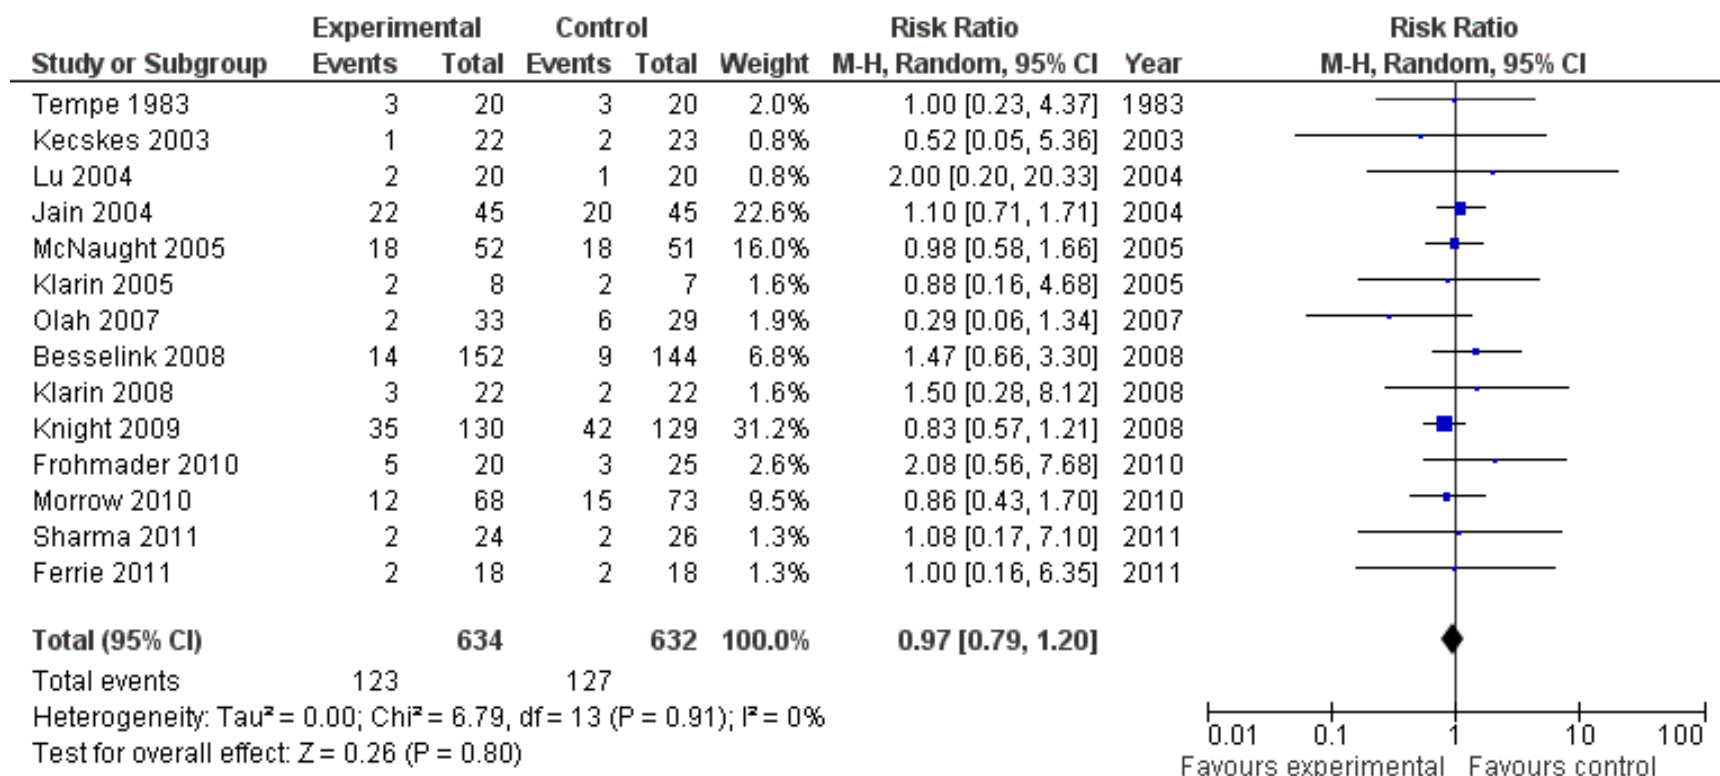 Experimental Control Risk Ratio Risk Ratio
Study or Subgroup Events Total Events Total Weight M-H, Random, 95% CI Year M-H, Random, 95% CI
Tempe 1983 3 20 3 20 2.0% 1.00 [0.23, 4.37] 1983
Kecskes 2003 1 22 2 23 0.8% 0.52 [0.05, 5.36] 2003
Lu 2004 2 20 1 20 0.8% 2.00 [0.20, 20.33] 2004
Jain 2004 22 45 20 45 22.6% 1.10 [0.71, 1.71] 2004
McNaught 2005 18 52 18 51 16.0% 0.98 [0.58, 1.66] 2005
Klarin 2005 2 8 2 7 1.6% 0.88 [0.16, 4.68] 2005
Olah 2007 2 33 6 29 1.9% 0.29 [0.06, 1.34] 2007
Besselink 2008 14 152 9 144 6.8% 1.47 [0.66, 3.30] 2008
Klarin 2008 3 22 2 22 1.6% 1.50 [0.28, 8.12] 2008
Knight 2009 35 130 42 129 31.2% 0.83 [0.57, 1.21] 2008
Frohmader 2010 5 20 3 25 2.6% 2.08 [0.56, 7.68] 2010
Morrow 2010 12 68 15 73 9.5% 0.86 [0.43, 1.70] 2010
Sharma 2011 2 24 2 26 1.3% 1.08 [0.17, 7.10] 2011
Ferrie 2011 2 18 2 18 1.3% 1.00 [0.16, 6.35] 2011
Total (95% CI) 634 632 100.0% 0.97 [0.79, 1.20]
Total events 123 127
Heterogeneity: Tau² = 0.00; Chi² = 6.79, df = 13 (P = 0.91); I² = 0%
Test for overall effect: Z = 0.26 (P = 0.80)
0.01 0.1 1 10 100
Favours experimental Favours control